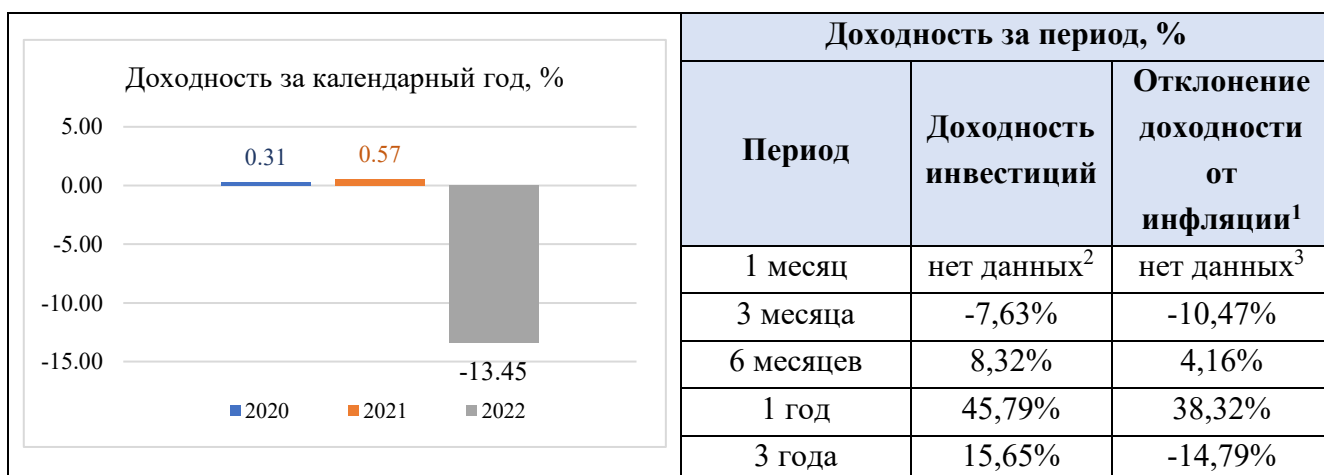 Доходность за календарный год, %
5.00
0.31
0.57
0.00
-5.00
-10.00
-15.00
-13.45
2020 2021 2022
Доходность за период, %
Период
Доходность
инвестиций
Отклонение
доходности
от
инфляции1
1 месяц нет данных2 нет данных3
3 месяца -7,63% -10,47%
6 месяцев 8,32% 4,16%
1 год 45,79% 38,32%
3 года 15,65% -14,79%